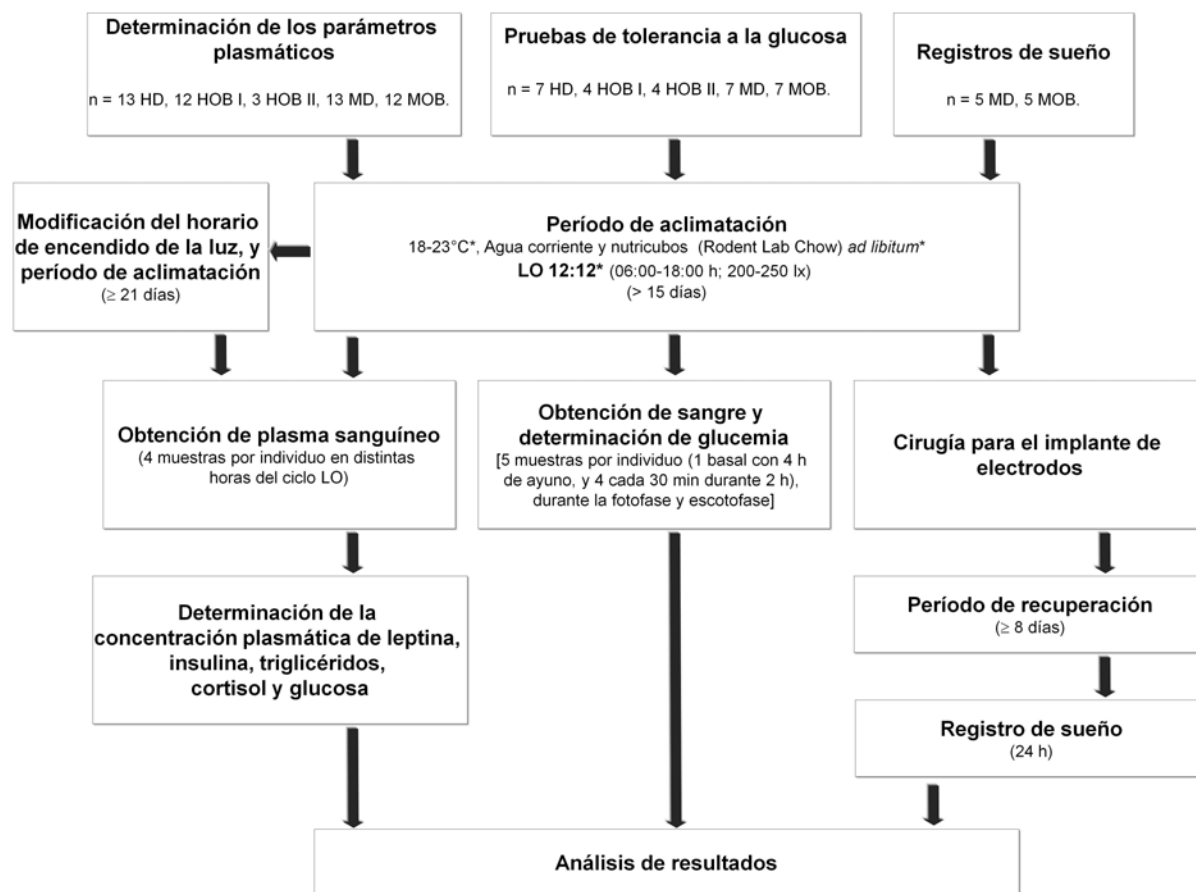 Determinación de los parámetros
plasmáticos
n = 13 HD, 12 HOB I, 3 HOB II, 13 MD, 12 MOB.
Pruebas de tolerancia a la glucosa
n = 7 HD, 4 HOB I, 4 HOB II, 7 MD, 7 MOB.
Registros de sueño
n = 5 MD, 5 MOB.
Modificación del horario
de encendido de la luz, y
período de aclimatación
(≥ 21 días)
Período de aclimatación
18-23°C*, Agua corriente y nutricubos (Rodent Lab Chow) ad libitum*
LO 12:12* (06:00-18:00 h; 200-250 lx)
(> 15 días)
Obtención de plasma sanguíneo
(4 muestras por individuo en distintas
horas del ciclo LO)
Obtención de sangre y
determinación de glucemia
[5 muestras por individuo (1 basal con 4 h
de ayuno, y 4 cada 30 min durante 2 h),
durante la fotofase y escotofase]
Cirugía para el implante de
electrodos
Determinación de la
concentración plasmática de leptina,
insulina, triglicéridos,
cortisol y glucosa
Período de recuperación
(≥ 8 días)
Registro de sueño
(24 h)
Análisis de resultados